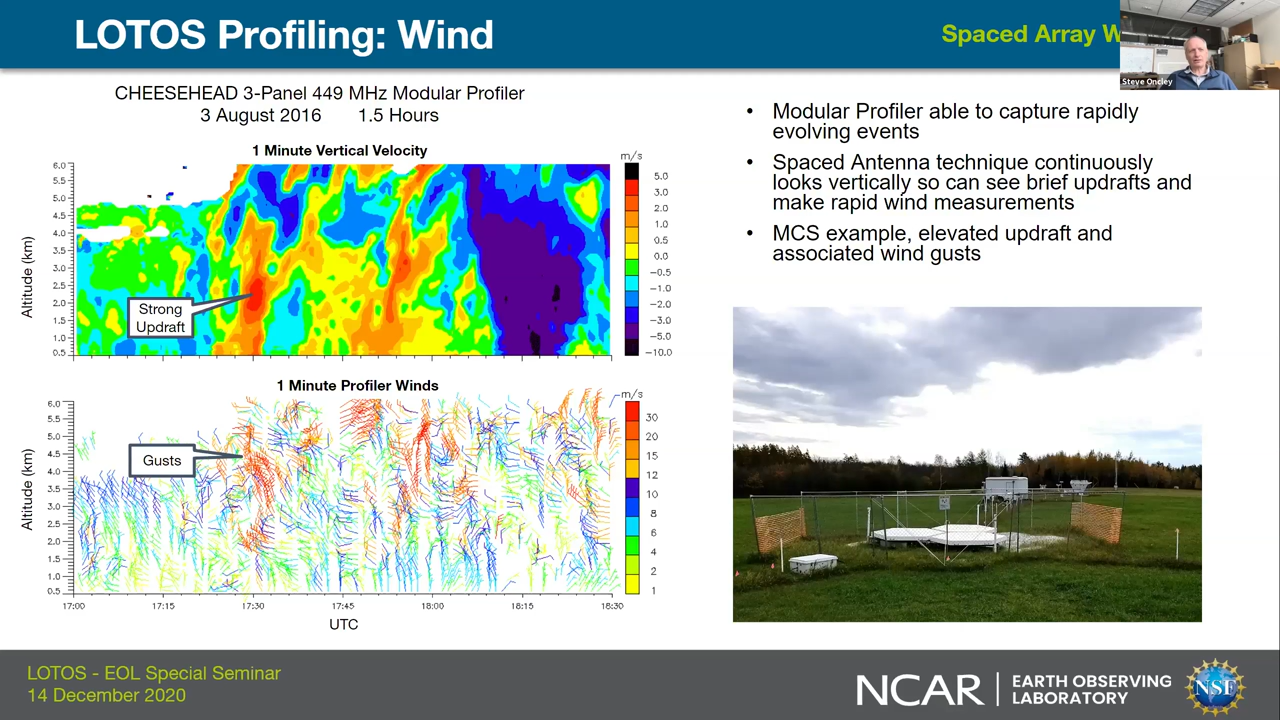 LOTOS Profiling: Wind
Spaced Array W
Steve Oncley
CHEESEHEAD 3-Panel 449 MHz Modular Profiler
3 August 2016 1.5 Hours
1 Minute Vertical Velocity
m/s
6.0
5.5
5.0
4.5
4.0
3.5
3.0
2.5
2.0
1.5
1.0
0.5
Altitude (km)
Strong
Updraft
5.0
3.0
2.0
1.0
0.5
0.0
−0.5
−1.0
−2.0
−3.0
−5.0
−10.0
1 Minute Profiler Winds
m/s
6.0
5.5
5.0
4.5
4.0
3.5
3.0
2.5
2.0
1.5
1.0
0.5
Altitude (km)
Gusts
30
20
15
12
10
8
6
4
2
1
17:00 17:15 17:30 17:45 18:00 18:15 18:30
UTC
• Modular Profiler able to capture rapidly
evolving events
• Spaced Antenna technique continuously
looks vertically so can see brief updrafts and
make rapid wind measurements
• MCS example, elevated updraft and
associated wind gusts
LOTOS - EOL Special Seminar
14 December 2020
NCAR
EARTH OBSERVING
LABORATORY
NSF